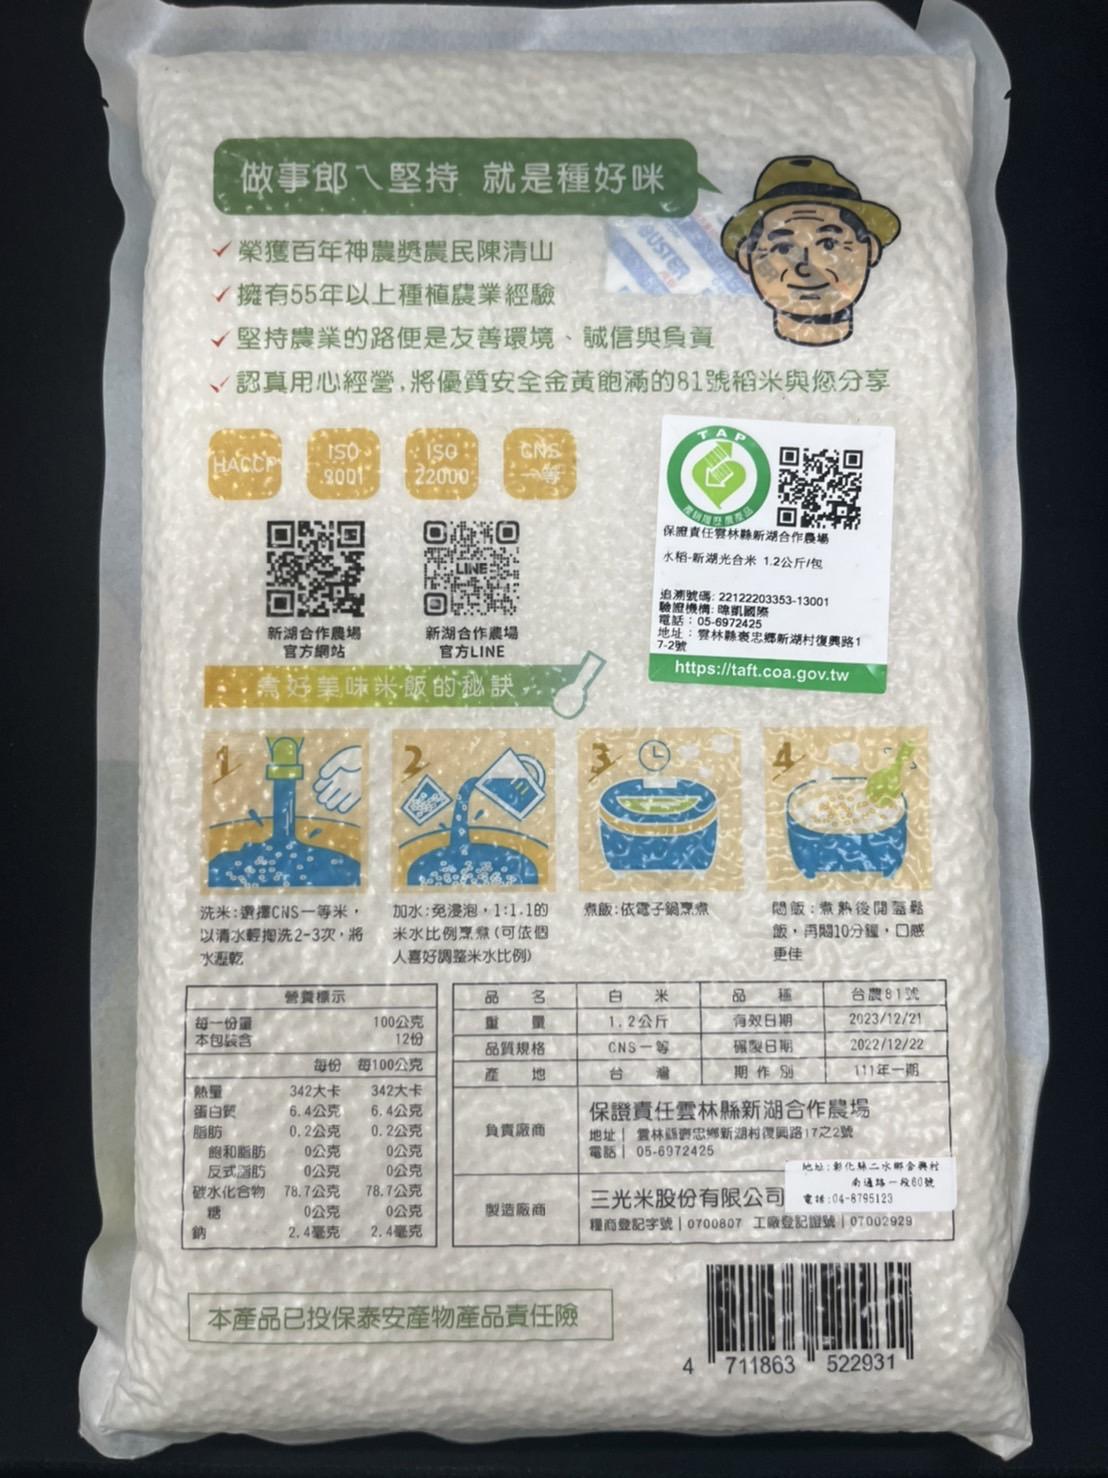 做事郎ㄟ堅持 就是種好咪
榮獲百年神農獎農民陳清山
擁有55年以上種植農業經驗
堅持農業的路便是友善環境、誠信與負責
認真用心經營,將優質安全金黃飽滿的81號稻米與您分享
BUSTER
HACCP
ISO
9001
ISO
22000
CNS
一等
新湖合作農場
官方網站
LINE
新湖合作農場
官方LINE
TAP
產銷履歷農產品
保證責任雲林縣新湖合作農場
水稻-新湖光合米 1.2公斤/包
追溯號碼: 22122203353-13001
驗證機構: 暐凱國際
電話：05-6972425
地址：雲林縣褒忠鄉新湖村復興路1
7-2號
https://taft.coa.gov.tw
煮好美味米飯的秘訣
1
洗米:選擇CNS一等米，
以清水輕掏洗2-3次，將
水瀝乾
2
加水:免浸泡，1:1.1的
米水比例烹煮(可依個
人喜好調整米水比例)
3
煮飯:依電子鍋烹煮
4
悶飯:煮熟後開蓋鬆
飯，再悶10分鐘，口感
更佳
營養標示
每一份量 100公克
本包裝含 12份
每份 每100公克
熱量 342大卡 342大卡
蛋白質 6.4公克 6.4公克
脂肪 0.2公克 0.2公克
飽和脂肪 0公克 0公克
反式脂肪 0公克 0公克
碳水化合物 78.7公克 78.7公克
糖 0公克 0公克
鈉 2.4毫克 2.4毫克
品名 白米 品種 台農81號
重量 1.2公斤 有效日期 2023/12/21
品質規格 CNS一等 碾製日期 2022/12/22
產地 台灣 期作別 111年一期
負責廠商
保證責任雲林縣新湖合作農場
地址│雲林縣褒忠鄉新湖村復興路17之2號
電話│05-6972425
製造廠商
三光米股份有限公司
糧商登記字號│0700807 工廠登記證號│07002929
地址:彰化縣二水鄉合興村
南通路一段60號
電話:04-8795123
本產品已投保泰安產物產品責任險
4 711863 522931